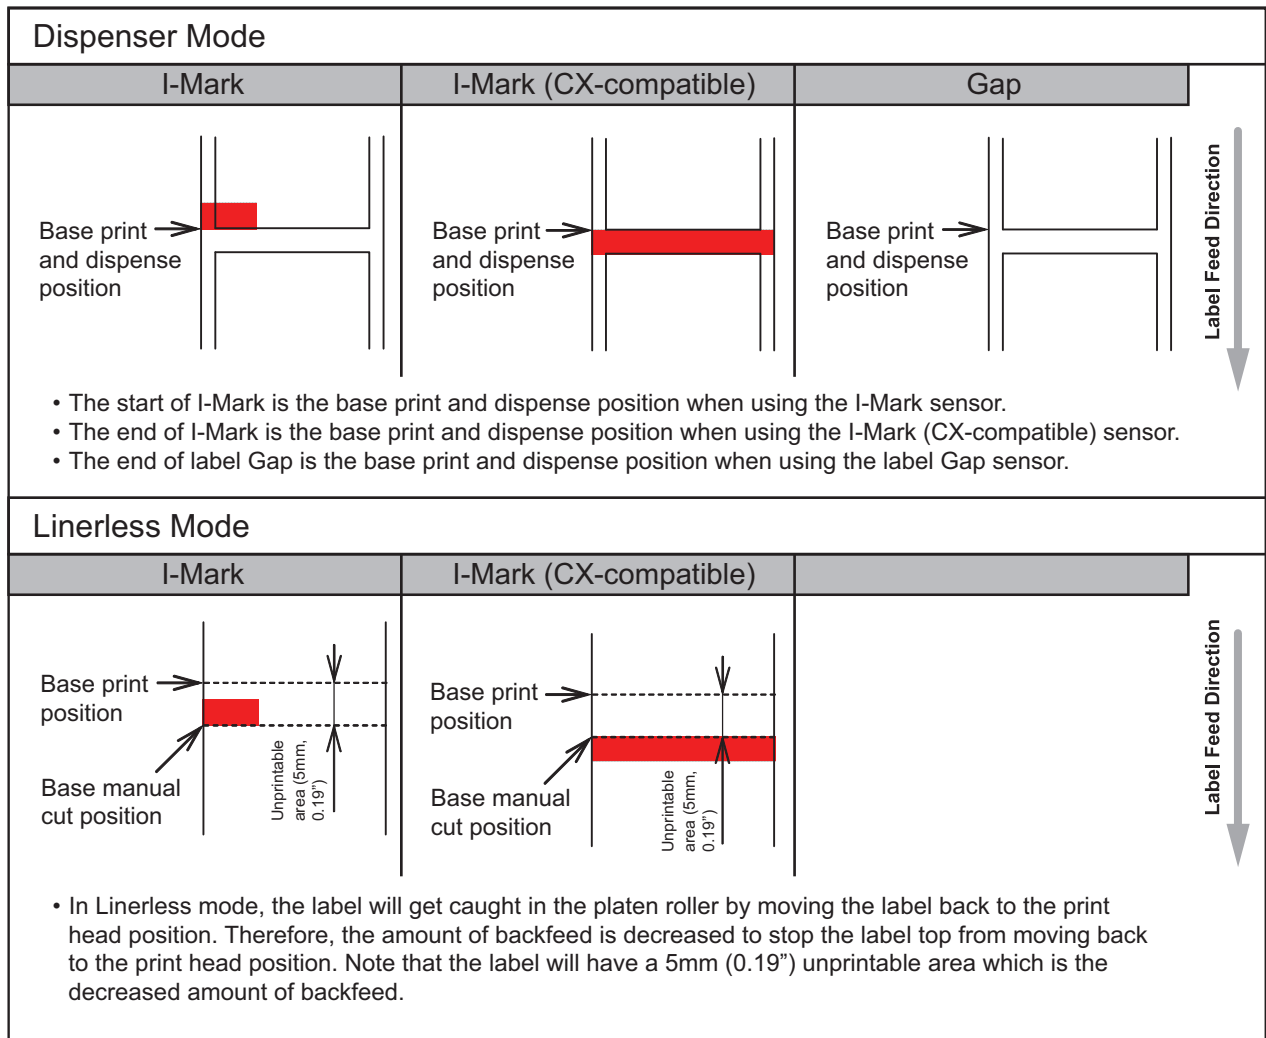 Dispenser Mode
I-Mark
I-Mark (CX-compatible)
Gap
Base print
and dispense
position
Base print
and dispense
position
Base print
and dispense
position
Label Feed Direction
• The start of I-Mark is the base print and dispense position when using the I-Mark sensor.
• The end of I-Mark is the base print and dispense position when using the I-Mark (CX-compatible) sensor.
• The end of label Gap is the base print and dispense position when using the label Gap sensor.
Linerless Mode
I-Mark
I-Mark (CX-compatible)
Base print
position
Base manual
cut position
Unprintable
area (5mm,
0.19”)
Base print
position
Base manual
cut position
Unprintable
area (5mm,
0.19”)
Label Feed Direction
• In Linerless mode, the label will get caught in the platen roller by moving the label back to the print
head position. Therefore, the amount of backfeed is decreased to stop the label top from moving back
to the print head position. Note that the label will have a 5mm (0.19”) unprintable area which is the
decreased amount of backfeed.